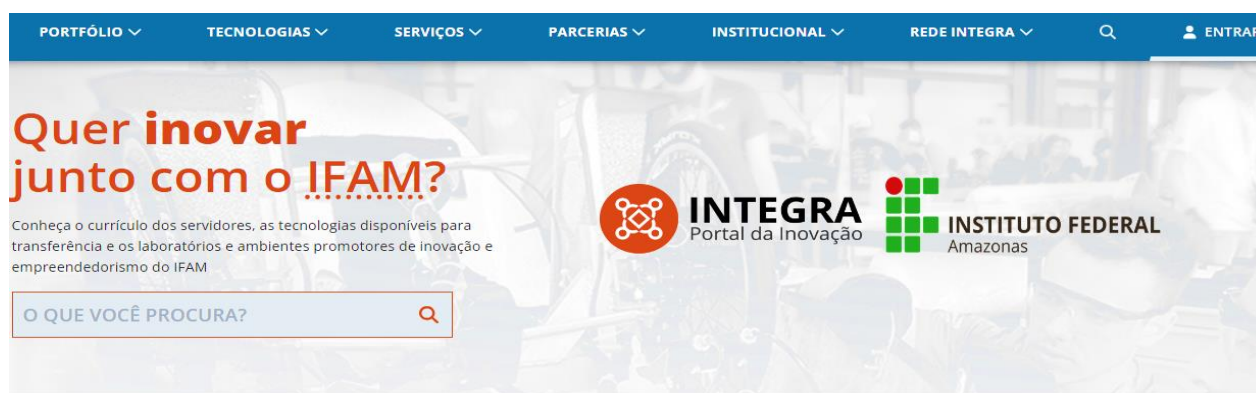 PORTFÓLIO TECNOLOGIAS SERVIÇOS PARCERIAS INSTITUCIONAL REDE INTEGRA ENTRAR
Quer inovar
junto com o IFAM?
Conheça o currículo dos servidores, as tecnologias disponíveis para
transferência e os laboratórios e ambientes promotores de inovação e
empreendedorismo do IFAM
O QUE VOCÊ PROCURA?
INTEGRA
Portal da Inovação
INSTITUTO FEDERAL
Amazonas